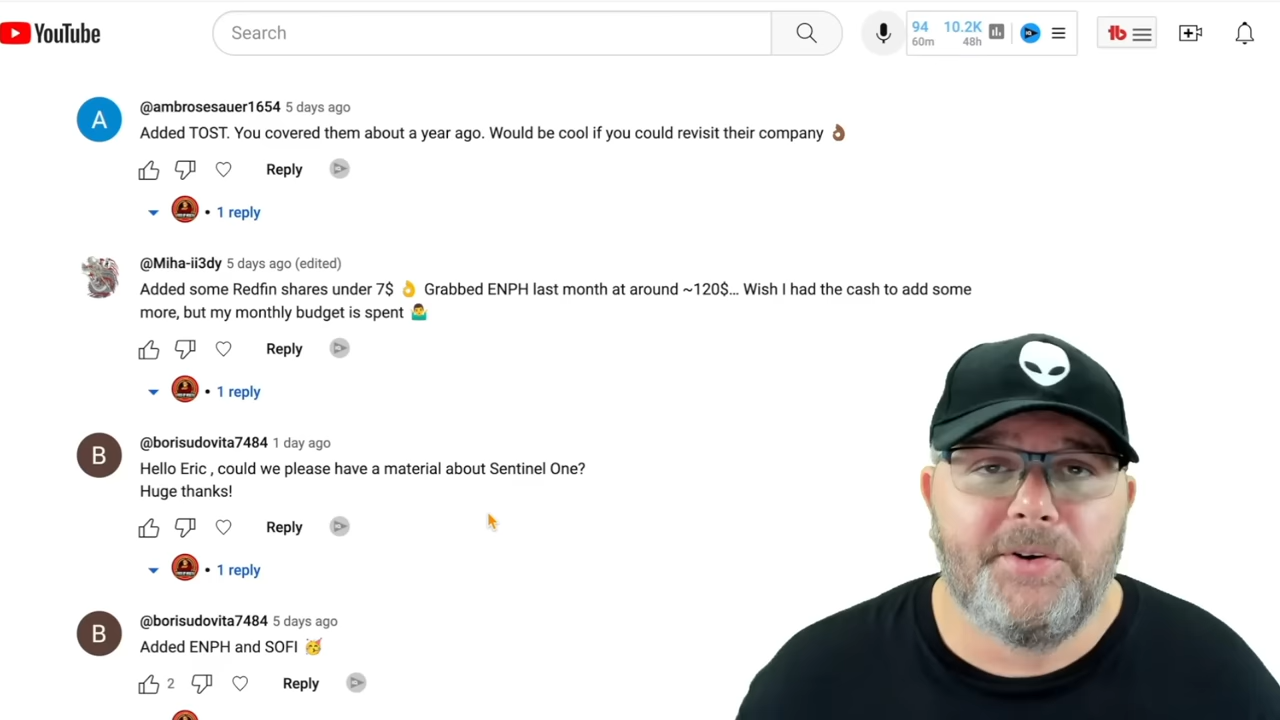 YouTube
Search
94 10.2K
60m 48h
@ambrosesauer1654 5 days ago
Added TOST. You covered them about a year ago. Would be cool if you could revisit their company 👌🏾
Reply
1 reply
@Miha-ii3dy 5 days ago (edited)
Added some Redfin shares under 7$ 👌 Grabbed ENPH last month at around ~120$... Wish I had the cash to add some
more, but my monthly budget is spent 🤷‍♂️
Reply
1 reply
@borisudovita7484 1 day ago
Hello Eric , could we please have a material about Sentinel One?
Huge thanks!
Reply
1 reply
@borisudovita7484 5 days ago
Added ENPH and SOFI 🥳
2 Reply